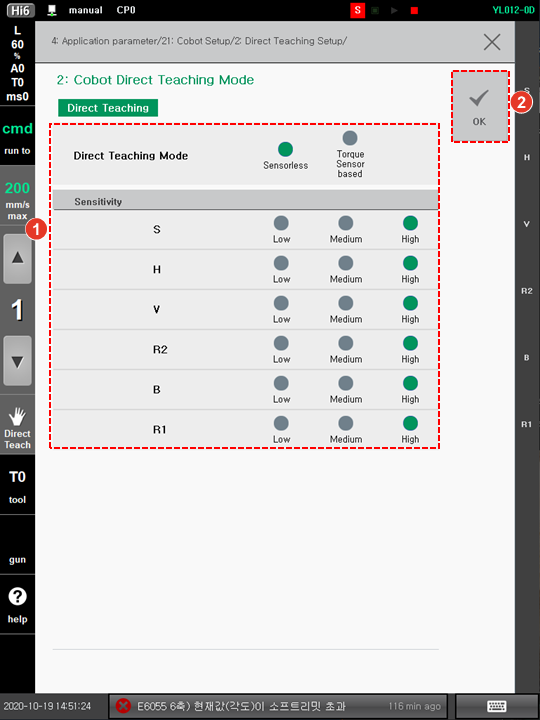 Hi6 manual CP0 S YL012-0D
L
60
%
A0
T0
ms0
cmd
run to
200
mm/s
max
1
1
Direct
Teach
T0
tool
gun
help
4: Application parameter/21: Cobot Setup/2: Direct Teaching Setup/
2: Cobot Direct Teaching Mode
Direct Teaching
OK
2
Direct Teaching Mode
Sensorless
Torque
Sensor
based
Sensitivity
S
Low Medium High
H
Low Medium High
V
Low Medium High
R2
Low Medium High
B
Low Medium High
R1
Low Medium High
S
H
V
R2
B
R1
2020-10-19 14:51:24 E6055 6축) 현재값(각도)이 소프트리밋 초과 116 min ago